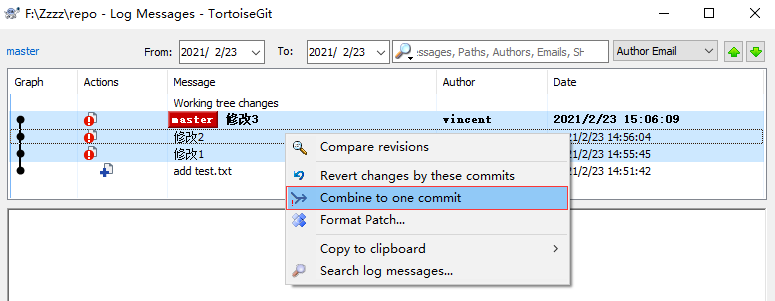 F:\Zzzz\repo - Log Messages - TortoiseGit
master From: 2021/ 2/23 To: 2021/ 2/23 essages, Paths, Authors, Emails, SH Author Email
Graph Actions Message Author Date
Working tree changes
master 修改3 vincent 2021/2/23 15:06:09
修改2 2021/2/23 14:56:04
修改1 2021/2/23 14:55:45
add test.txt 2021/2/23 14:51:42
Compare revisions
Revert changes by these commits
Combine to one commit
Format Patch...
Copy to clipboard
Search log messages...